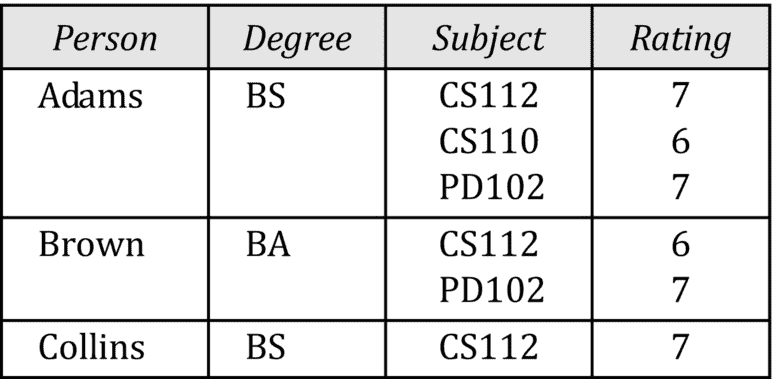 Person Degree Subject Rating
Adams BS CS112 7
CS110 6
PD102 7
Brown BA CS112 6
PD102 7
Collins BS CS112 7